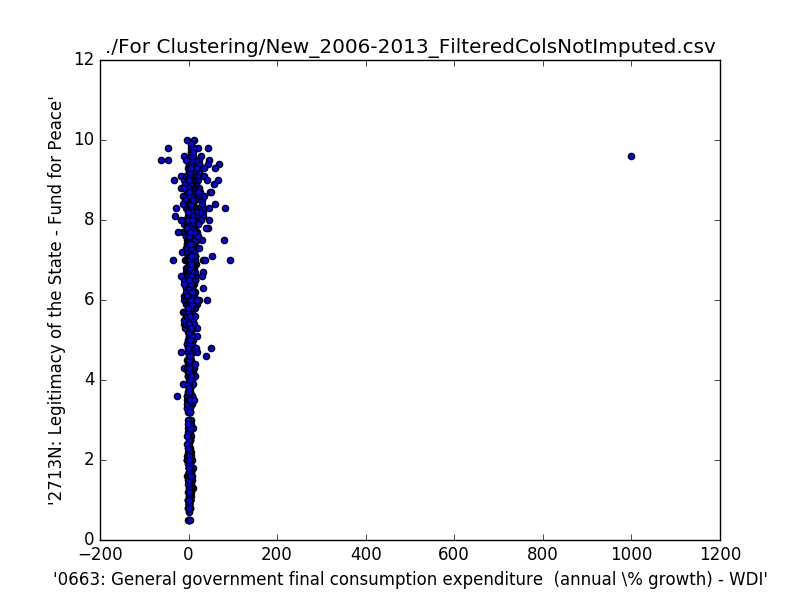 ./For Clustering/New_2006-2013_FilteredColsNotImputed.csv
12
10
8
6
4
2
0
'2713N: Legitimacy of the State - Fund for Peace'
−200 0 200 400 600 800 1000 1200
'0663: General government final consumption expenditure  (annual \% growth) - WDI'